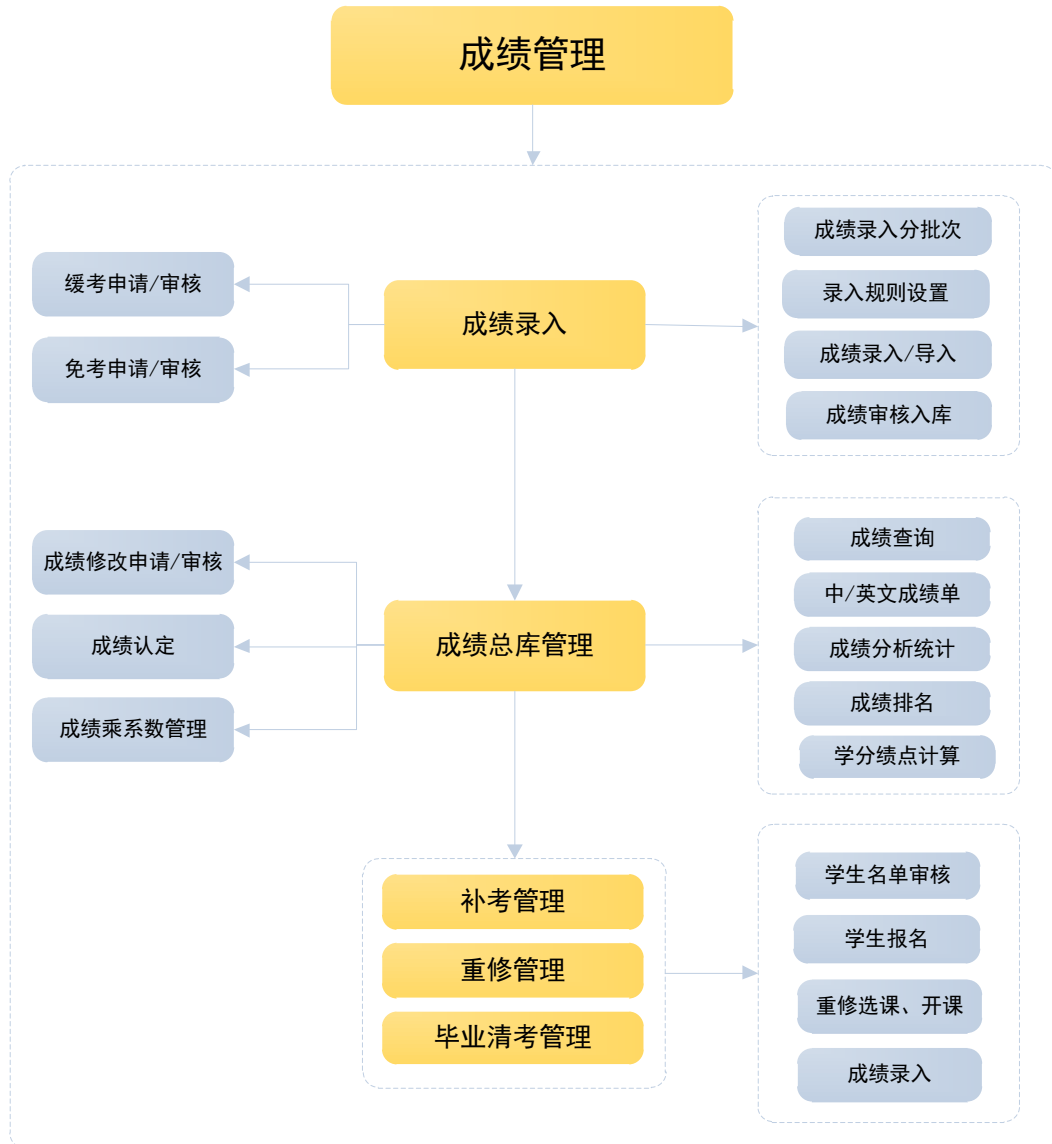 成绩管理
缓考申请/审核
免考申请/审核
成绩录入
成绩录入分批次
录入规则设置
成绩录入/导入
成绩审核入库
成绩修改申请/审核
成绩认定
成绩乘系数管理
成绩总库管理
成绩查询
中/英文成绩单
成绩分析统计
成绩排名
学分绩点计算
补考管理
重修管理
毕业清考管理
学生名单审核
学生报名
重修选课、开课
成绩录入